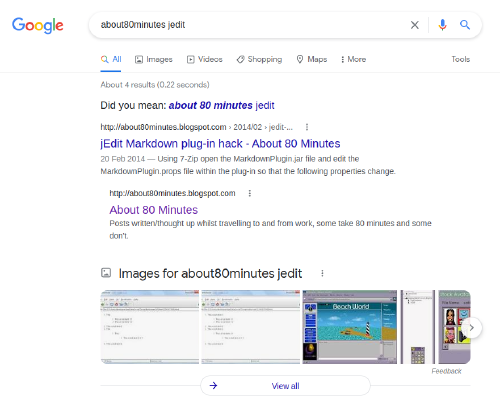 Google
about80minutes jedit
All
Images
Videos
Shopping
Maps
More
Tools
About 4 results (0.22 seconds)
Did you mean: about 80 minutes jedit
http://about80minutes.blogspot.com › 2014/02 › jedit-...
jEdit Markdown plug-in hack - About 80 Minutes
20 Feb 2014 — Using 7-Zip open the MarkdownPlugin.jar file and edit the
MarkdownPlugin.props file within the plug-in so that the following properties change.
http://about80minutes.blogspot.com
About 80 Minutes
Posts written/thought up whilst travelling to and from work, some take 80 minutes and some
don't.
Images for about80minutes jedit
Beach World
Feedback
View all